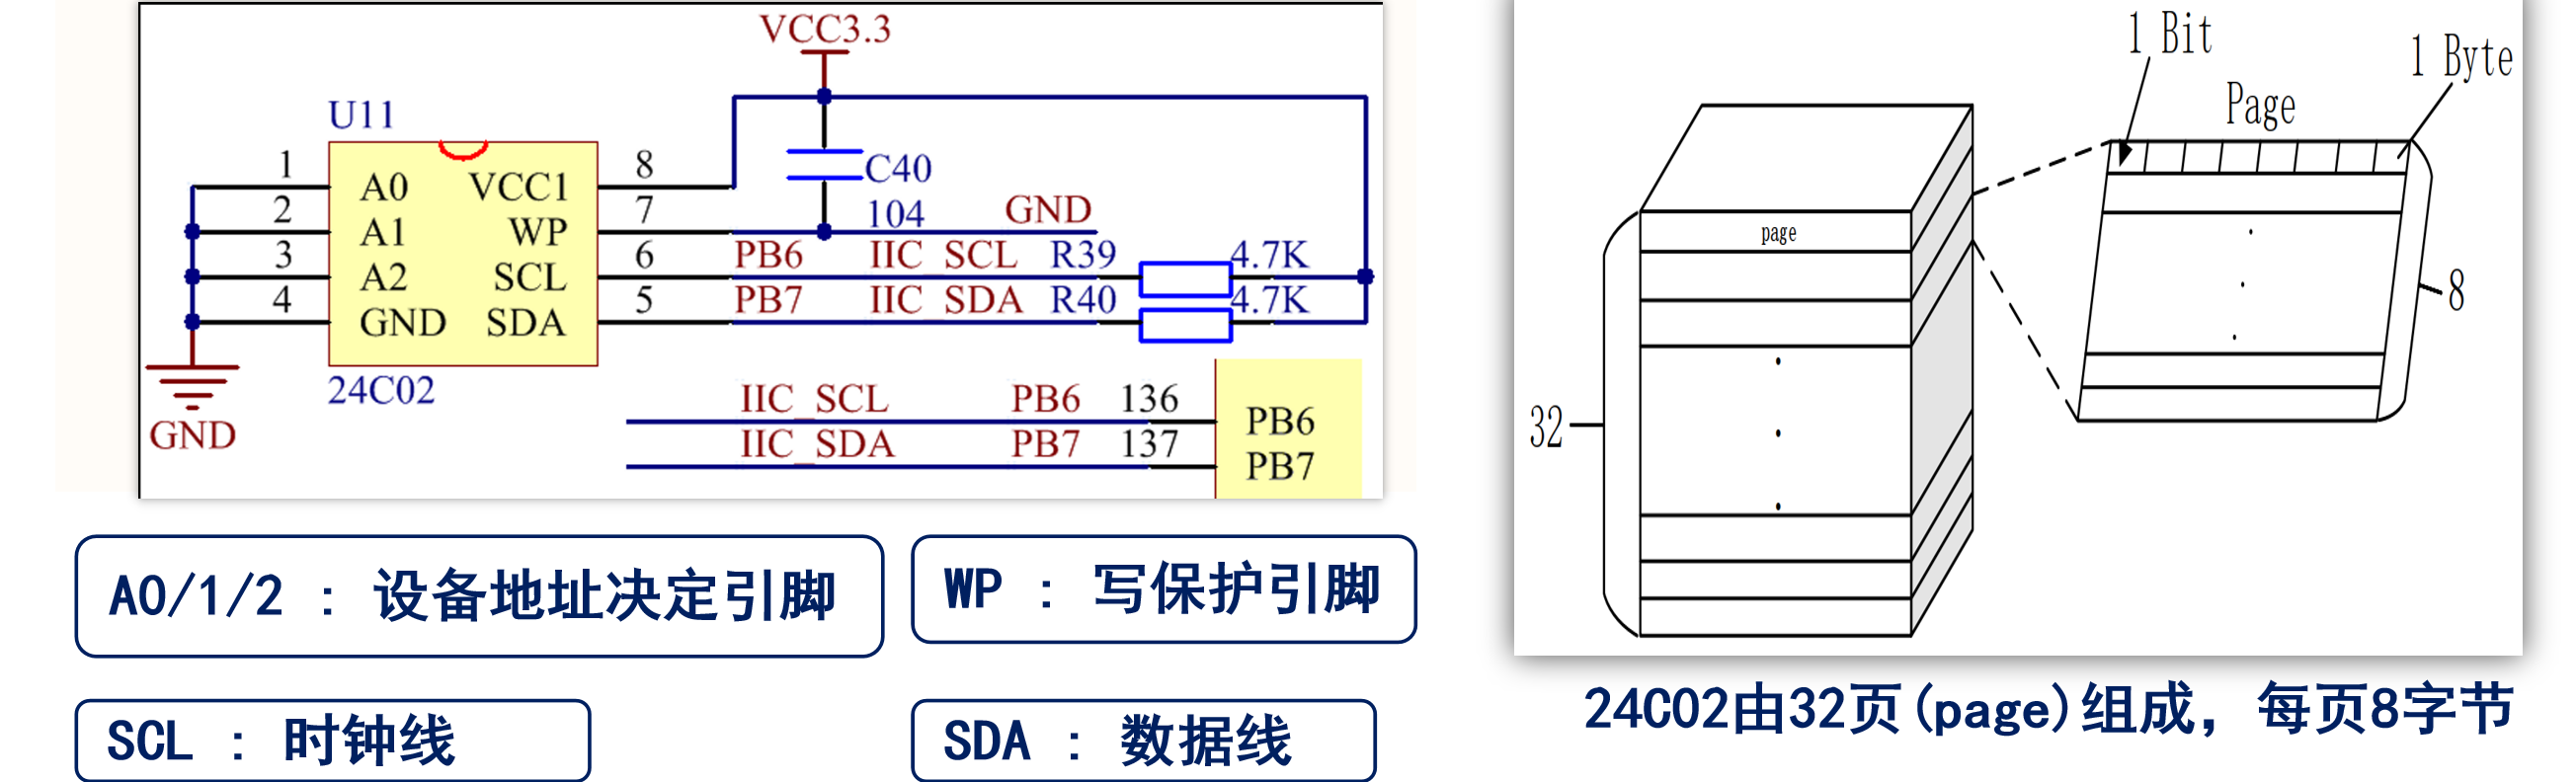 VCC3.3
U11
1 A0 VCC1 8
2 A1 WP 7
3 A2 SCL 6
4 GND SDA 5
C40
104 GND
PB6 IIC_SCL R39 4.7K
PB7 IIC_SDA R40 4.7K
24C02
GND
IIC_SCL PB6 136 PB6
IIC_SDA PB7 137 PB7
A0/1/2 : 设备地址决定引脚
WP : 写保护引脚
SCL : 时钟线
SDA : 数据线
1 Bit
1 Byte
Page
page
32
8
24C02由32页(page)组成，每页8字节